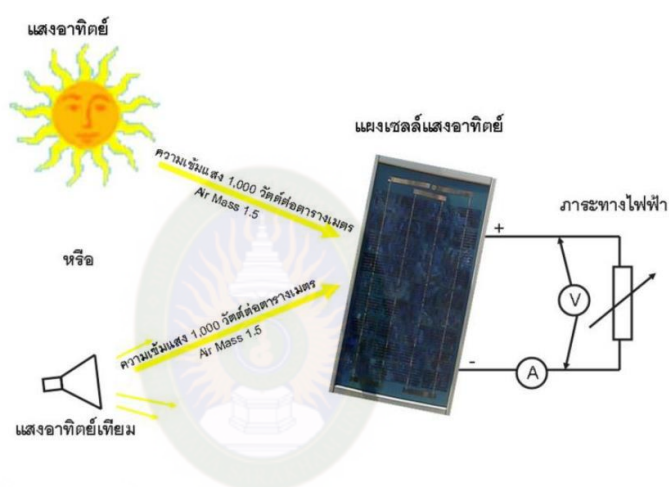 แสงอาทิตย์
แผงเซลล์แสงอาทิตย์
ความเข้มแสง 1,000 วัตต์ต่อตารางเมตร
Air Mass 1.5
ภาระทางไฟฟ้า
+
หรือ
V
ความเข้มแสง 1,000 วัตต์ต่อตารางเมตร
Air Mass 1.5
-
A
แสงอาทิตย์เทียม